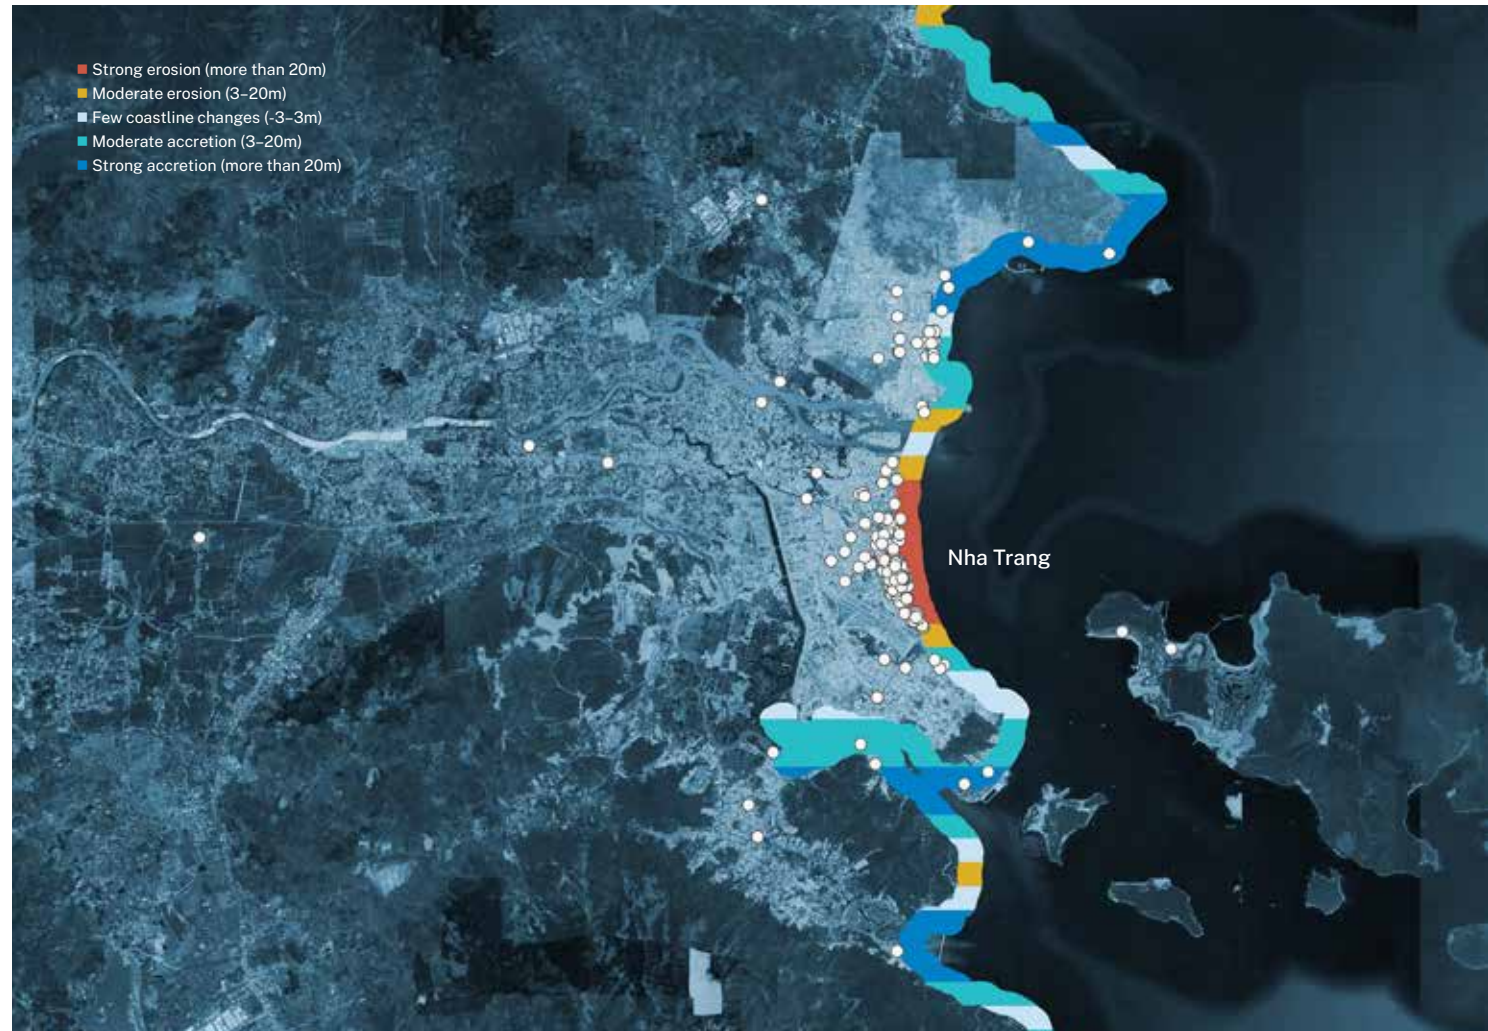 Strong erosion (more than 20m)
Moderate erosion (3–20m)
Few coastline changes (-3–3m)
Moderate accretion (3–20m)
Strong accretion (more than 20m)
Nha Trang